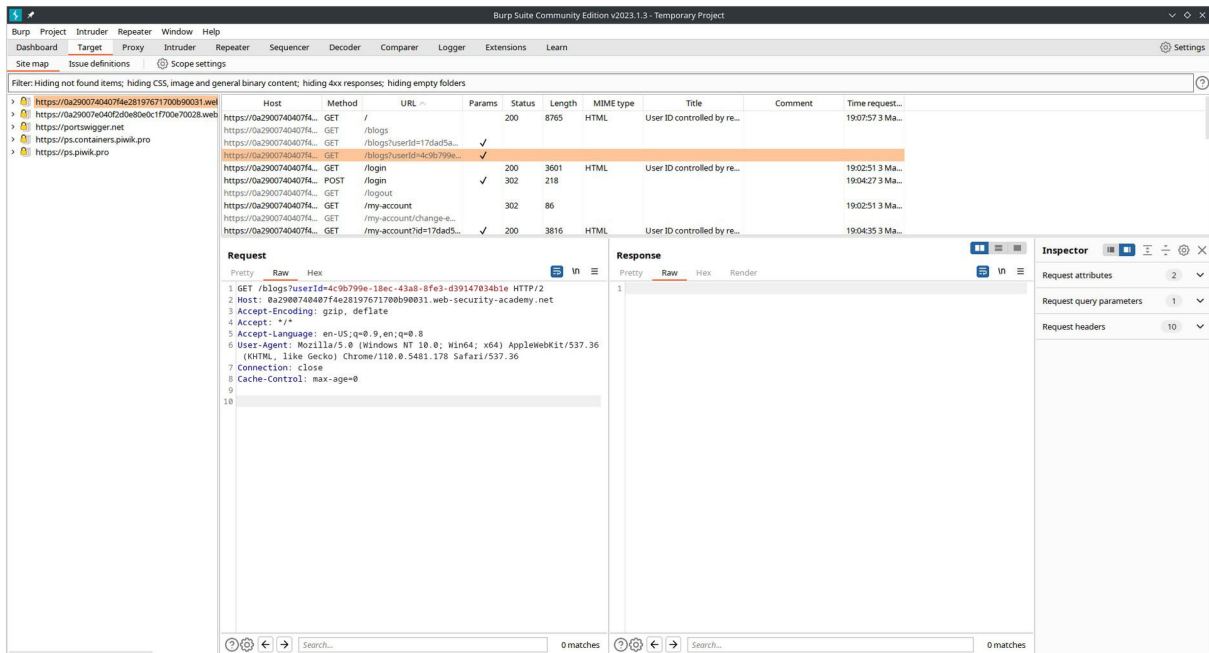 Burp Suite Community Edition v2023.1.3 - Temporary Project
Burp Project Intruder Repeater Window Help
Dashboard Target Proxy Intruder Repeater Sequencer Decoder Comparer Logger Extensions Learn Settings
Site map Issue definitions Scope settings
Filter: Hiding not found items; hiding CSS, image and general binary content; hiding 4xx responses; hiding empty folders
https://0a2900740407f4e28197671700b90031.wel
https://0a29007e040f2d0e80e0c1f700e70028.web
https://portswigger.net
https://ps.containers.piwik.pro
https://ps.piwik.pro
Host Method URL Params Status Length MIME type Title Comment Time request...
https://0a2900740407f4... GET / 200 8765 HTML User ID controlled by re... 19:07:57 3 Ma...
https://0a2900740407f4... GET /blogs
https://0a2900740407f4... GET /blogs?userId=17dad5a... ✓
https://0a2900740407f4... GET /blogs?userId=4c9b799e... ✓
https://0a2900740407f4... GET /login 200 3601 HTML User ID controlled by re... 19:02:51 3 Ma...
https://0a2900740407f4... POST /login ✓ 302 218 19:04:27 3 Ma...
https://0a2900740407f4... GET /logout
https://0a2900740407f4... GET /my-account 302 86 19:02:51 3 Ma...
https://0a2900740407f4... GET /my-account/change-e...
https://0a2900740407f4... GET /my-account?id=17dad5... ✓ 200 3816 HTML User ID controlled by re... 19:04:35 3 Ma...
Request
Pretty Raw Hex \n
1 GET /blogs?userId=4c9b799e-18ec-43a8-8fe3-d39147034b1e HTTP/2
2 Host: 0a2900740407f4e28197671700b90031.web-security-academy.net
3 Accept-Encoding: gzip, deflate
4 Accept: */*
5 Accept-Language: en-US;q=0.9,en;q=0.8
6 User-Agent: Mozilla/5.0 (Windows NT 10.0; Win64; x64) AppleWebKit/537.36
(KHTML, like Gecko) Chrome/110.0.5481.178 Safari/537.36
7 Connection: close
8 Cache-Control: max-age=0
9
10
Search... 0 matches
Response
Pretty Raw Hex Render \n
1
Search... 0 matches
Inspector
Request attributes 2
Request query parameters 1
Request headers 10